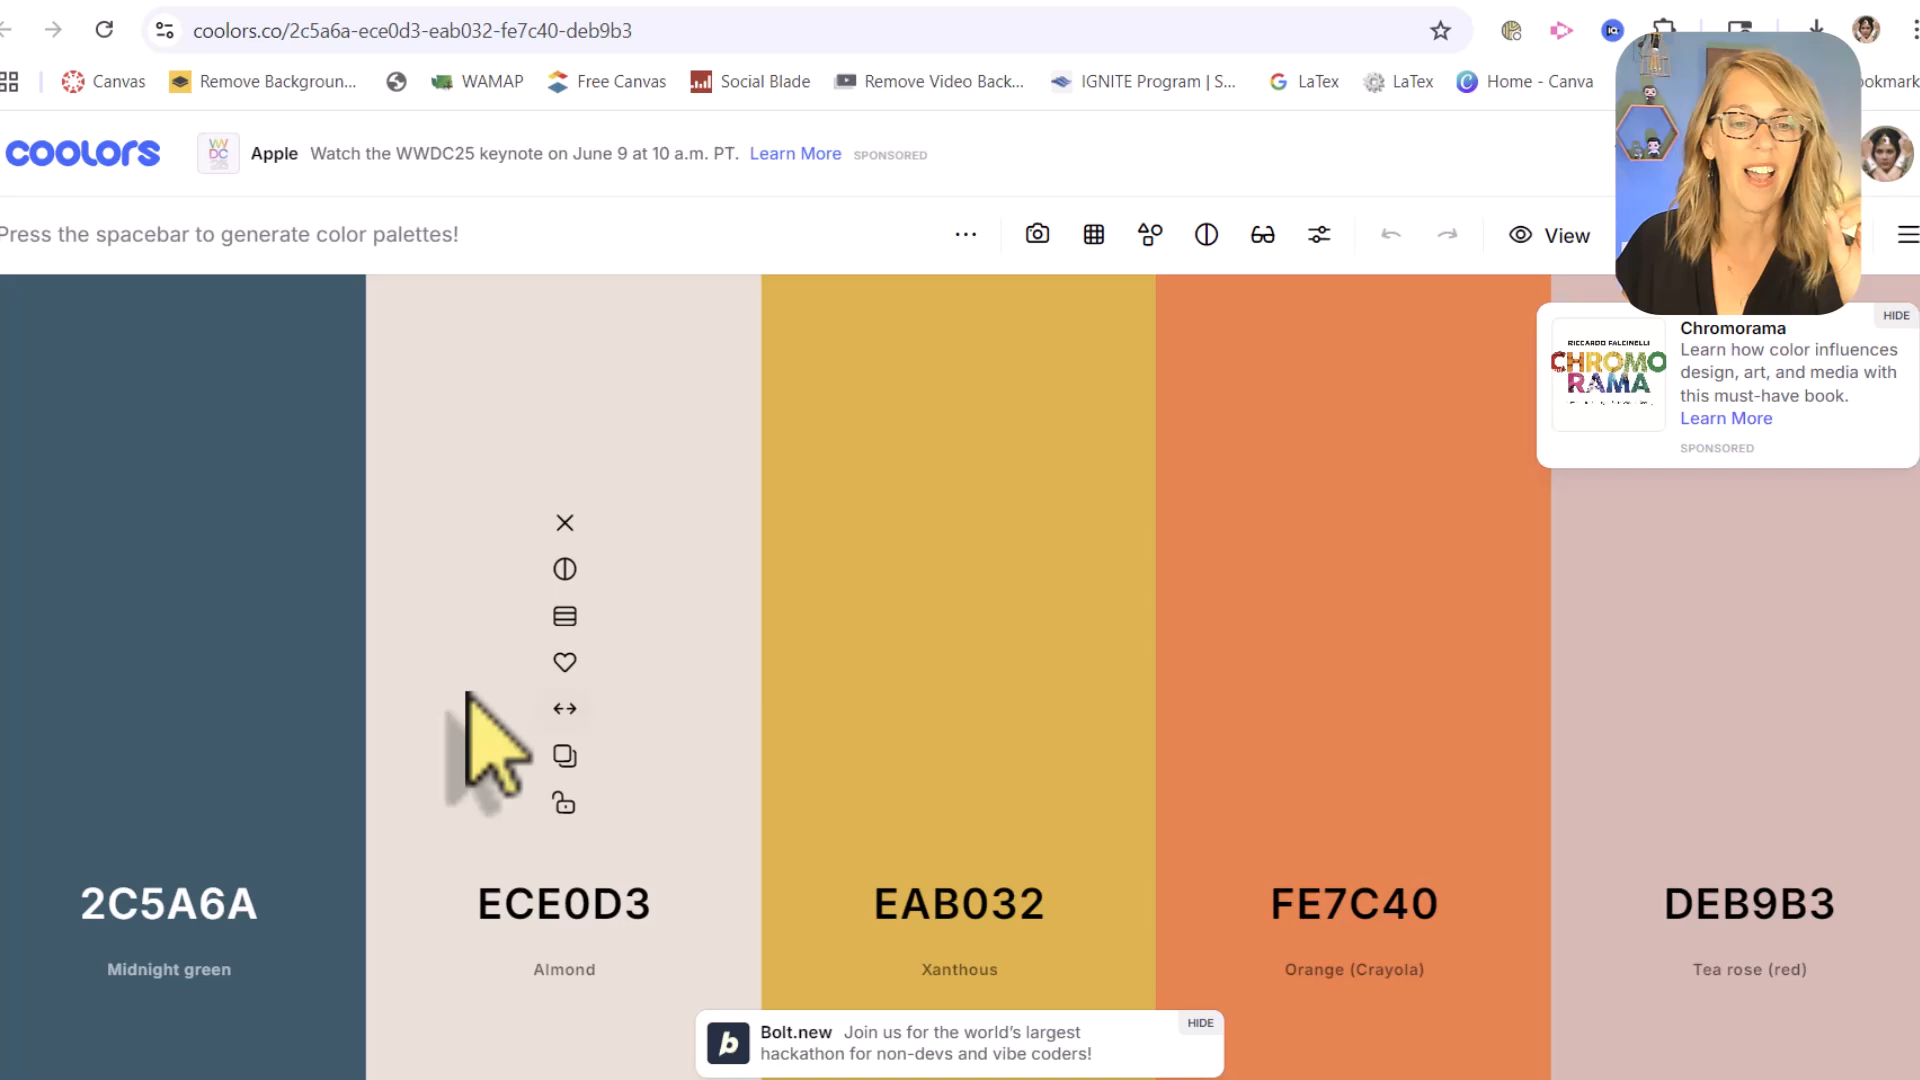 coolors.co/2c5a6a-ece0d3-eab032-fe7c40-deb9b3
Canvas
Remove Backgroun...
WAMAP
Free Canvas
Social Blade
Remove Video Back...
IGNITE Program | S...
LaTex
LaTex
Home - Canva
ookmark
coolors
WWDC25
Apple Watch the WWDC25 keynote on June 9 at 10 a.m. PT. Learn More SPONSORED
Press the spacebar to generate color palettes!
View
HIDE
RICCARDO FALCINELLI
CHROMO
RAMA
Chromorama
Learn how color influences
design, art, and media with
this must-have book.
Learn More
SPONSORED
2C5A6A
ECE0D3
EAB032
FE7C40
DEB9B3
Midnight green
Almond
Xanthous
Orange (Crayola)
Tea rose (red)
b
Bolt.new Join us for the world's largest
hackathon for non-devs and vibe coders!
HIDE